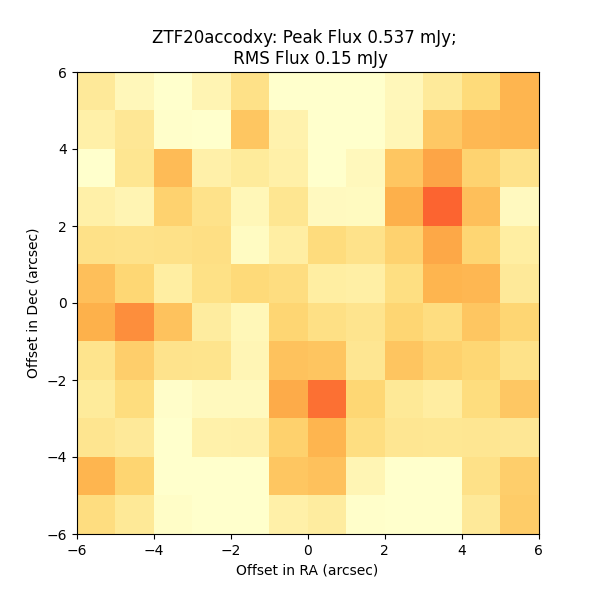 ZTF20accodxy: Peak Flux 0.537 mJy;
RMS Flux 0.15 mJy
6
4
2
0
−2
−4
−6
Offset in Dec (arcsec)
−6 −4 −2 0 2 4 6
Offset in RA (arcsec)